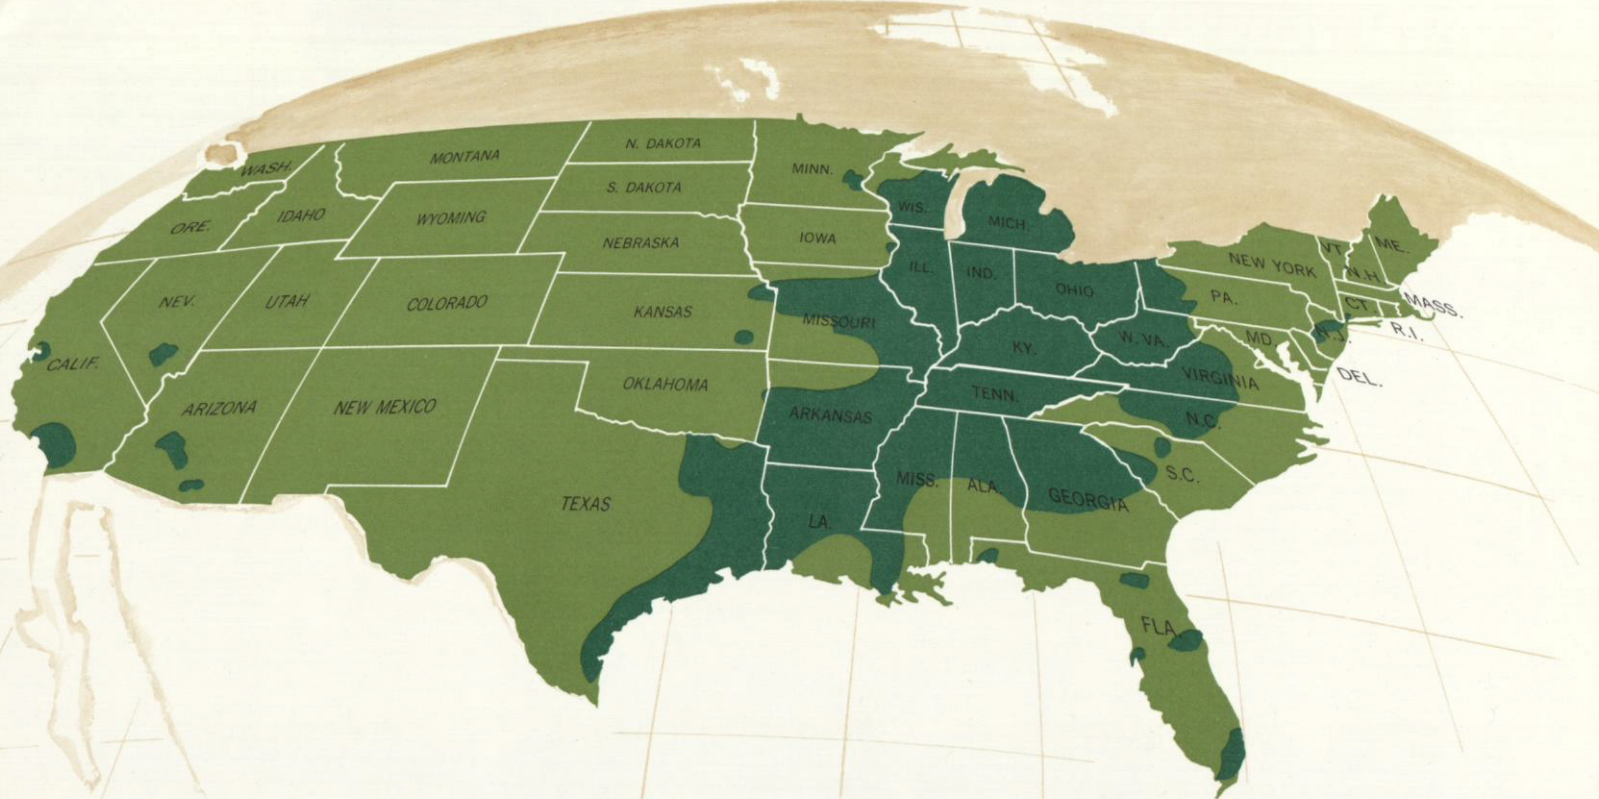 WASH.
MONTANA
N. DAKOTA
MINN.
ORE.
IDAHO
WYOMING
S. DAKOTA
WIS.
MICH.
NEBRASKA
IOWA
NEW YORK
VT.
N.H.
ME.
NEV.
UTAH
COLORADO
KANSAS
MISSOURI
ILL.
IND.
OHIO
PA.
CT.
MASS.
R.I.
N.J.
CALIF.
ARIZONA
NEW MEXICO
OKLAHOMA
ARKANSAS
KY.
W. VA.
MD.
DEL.
VIRGINIA
TENN.
N.C.
TEXAS
LA.
MISS.
ALA.
GEORGIA
S.C.
FLA.